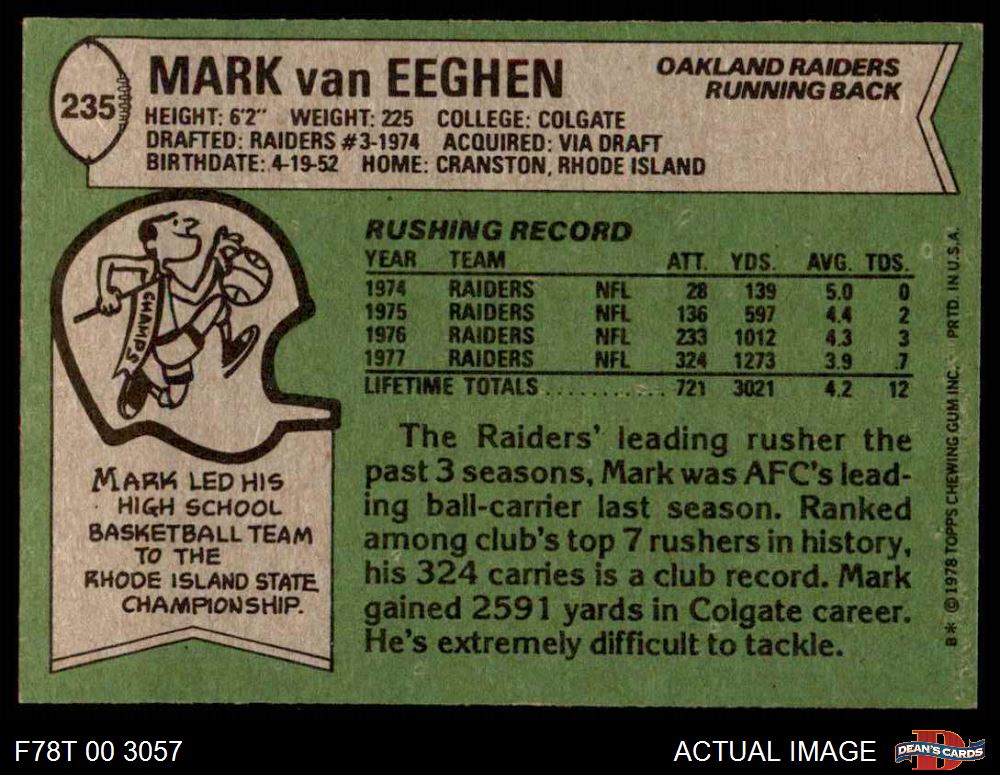 235
MARK van EEGHEN
OAKLAND RAIDERS
RUNNING BACK
HEIGHT: 6'2" WEIGHT: 225 COLLEGE: COLGATE
DRAFTED: RAIDERS #3-1974 ACQUIRED: VIA DRAFT
BIRTHDATE: 4-19-52 HOME: CRANSTON, RHODE ISLAND
CHAMPS
MARK LED HIS
HIGH SCHOOL
BASKETBALL TEAM
TO THE
RHODE ISLAND STATE
CHAMPIONSHIP.
RUSHING RECORD
YEAR TEAM ATT. YDS. AVG. TDS.
1974 RAIDERS NFL 28 139 5.0 0
1975 RAIDERS NFL 136 597 4.4 2
1976 RAIDERS NFL 233 1012 4.3 3
1977 RAIDERS NFL 324 1273 3.9 7
LIFETIME TOTALS ............ 721 3021 4.2 12
The Raiders' leading rusher the
past 3 seasons, Mark was AFC's lead-
ing ball-carrier last season. Ranked
among club's top 7 rushers in history,
his 324 carries is a club record. Mark
gained 2591 yards in Colgate career.
He's extremely difficult to tackle.
B* © 1978 TOPPS CHEWING GUM INC. PRTD. IN U.S.A.
F78T 00 3057
ACTUAL IMAGE
DEAN'S CARDS